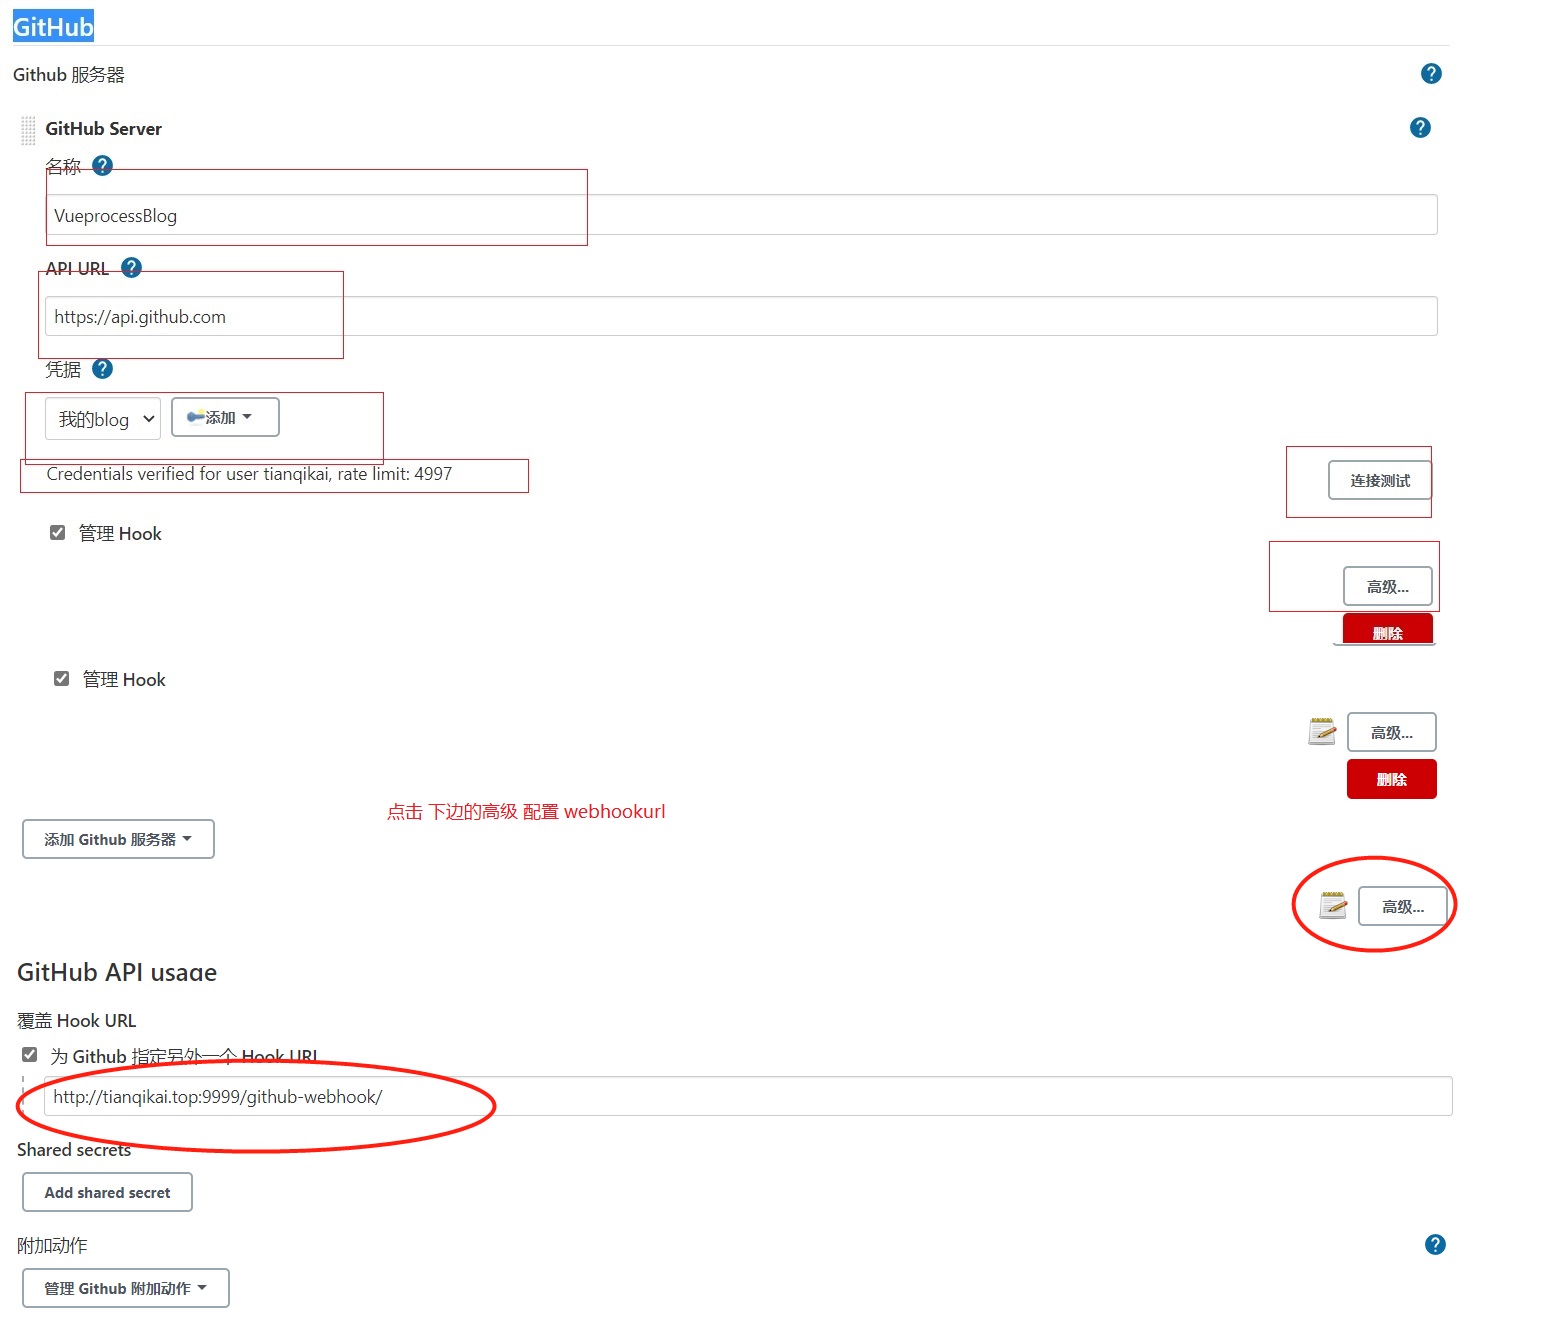 GitHub
Github 服务器
GitHub Server
名称
VueprocessBlog
API URL
https://api.github.com
凭据
我的blog 添加
Credentials verified for user tianqikai, rate limit: 4997
连接测试
管理 Hook
高级...
删除
管理 Hook
高级...
删除
点击 下边的高级 配置 webhookurl
添加 Github 服务器
高级...
GitHub API usage
覆盖 Hook URL
为 Github 指定另外一个 Hook URL
http://tianqikai.top:9999/github-webhook/
Shared secrets
Add shared secret
附加动作
管理 Github 附加动作